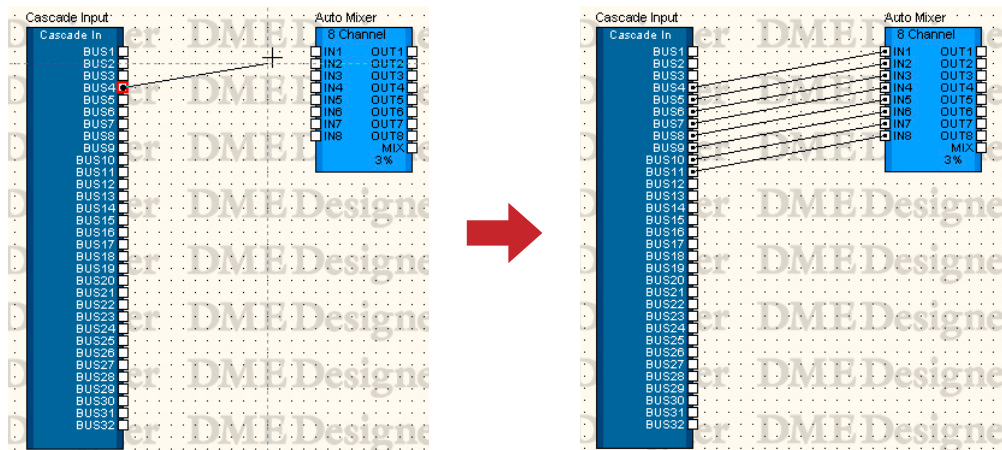 Cascade Input
Cascade In
BUS1
BUS2
BUS3
BUS4
BUS5
BUS6
BUS7
BUS8
BUS9
BUS10
BUS11
BUS12
BUS13
BUS14
BUS15
BUS16
BUS17
BUS18
BUS19
BUS20
BUS21
BUS22
BUS23
BUS24
BUS25
BUS26
BUS27
BUS28
BUS29
BUS30
BUS31
BUS32
Auto Mixer
8 Channel
IN1 OUT1
IN2 OUT2
IN3 OUT3
IN4 OUT4
IN5 OUT5
IN6 OUT6
IN7 OUT7
IN8 OUT8
MIX
3%
Cascade Input
Cascade In
BUS1
BUS2
BUS3
BUS4
BUS5
BUS6
BUS7
BUS8
BUS9
BUS10
BUS11
BUS12
BUS13
BUS14
BUS15
BUS16
BUS17
BUS18
BUS19
BUS20
BUS21
BUS22
BUS23
BUS24
BUS25
BUS26
BUS27
BUS28
BUS29
BUS30
BUS31
BUS32
Auto Mixer
8 Channel
IN1 OUT1
IN2 OUT2
IN3 OUT3
IN4 OUT4
IN5 OUT5
IN6 OUT6
IN7 OUT7
IN8 OUT8
MIX
3%